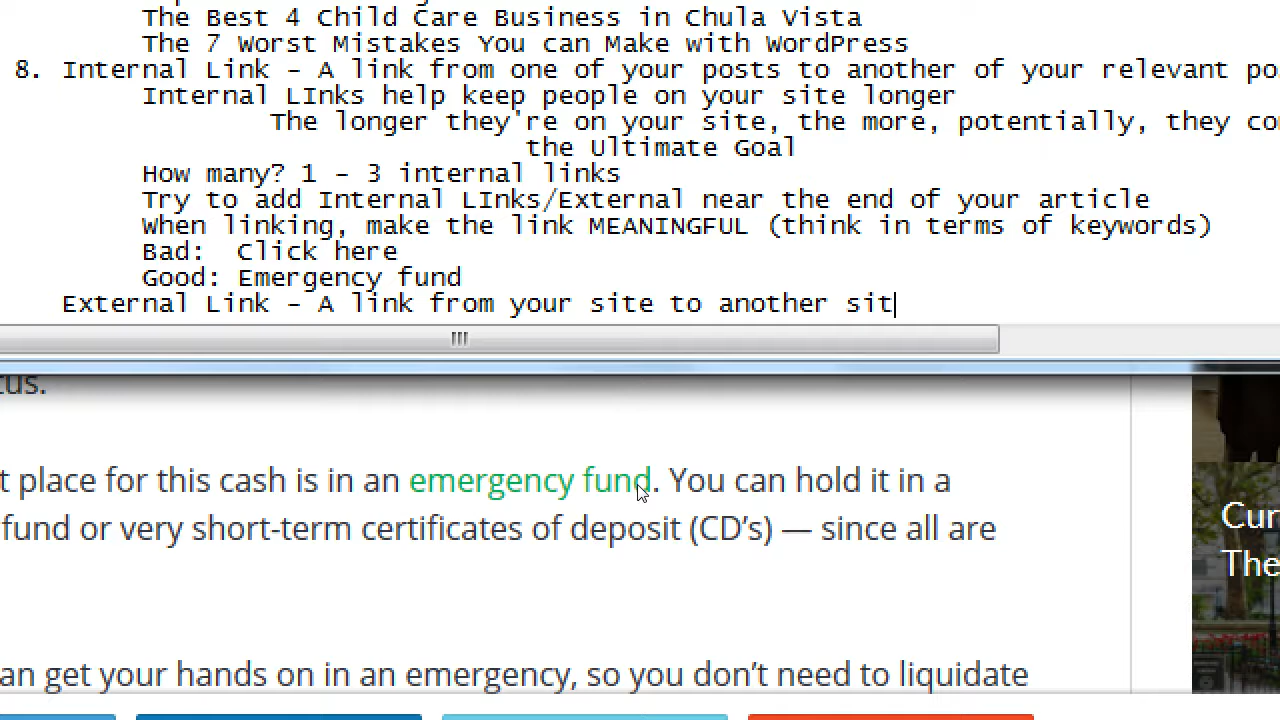 The Best 4 Child Care Business in Chula Vista
The 7 Worst Mistakes You can Make with WordPress
8. Internal Link - A link from one of your posts to another of your relevant po
Internal LInks help keep people on your site longer
The longer they're on your site, the more, potentially, they co
the Ultimate Goal
How many? 1 - 3 internal links
Try to add Internal LInks/External near the end of your article
When linking, make the link MEANINGFUL (think in terms of keywords)
Bad: Click here
Good: Emergency fund
External Link - A link from your site to another sit
tus.
t place for this cash is in an emergency fund. You can hold it in a
fund or very short-term certificates of deposit (CD’s) — since all are
an get your hands on in an emergency, so you don’t need to liquidate
Cur
The